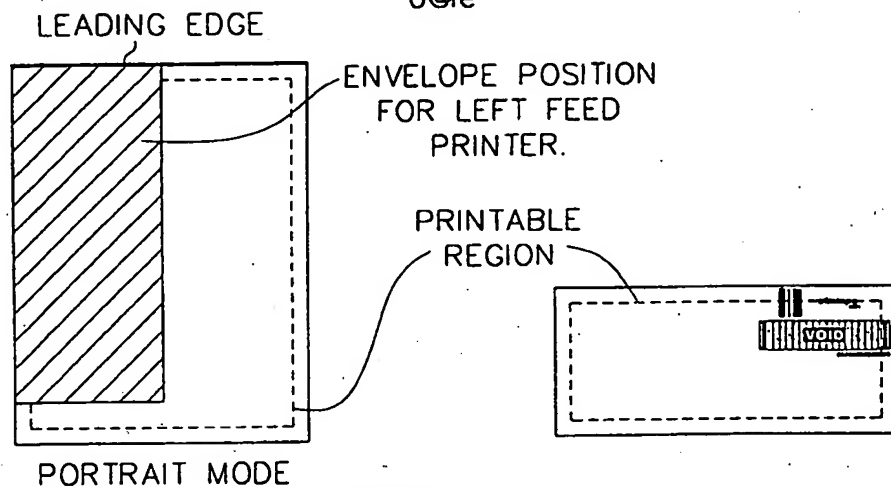 LEADING EDGE
ENVELOPE POSITION
FOR LEFT FEED
PRINTER.
PRINTABLE
REGION
VOID
PORTRAIT MODE